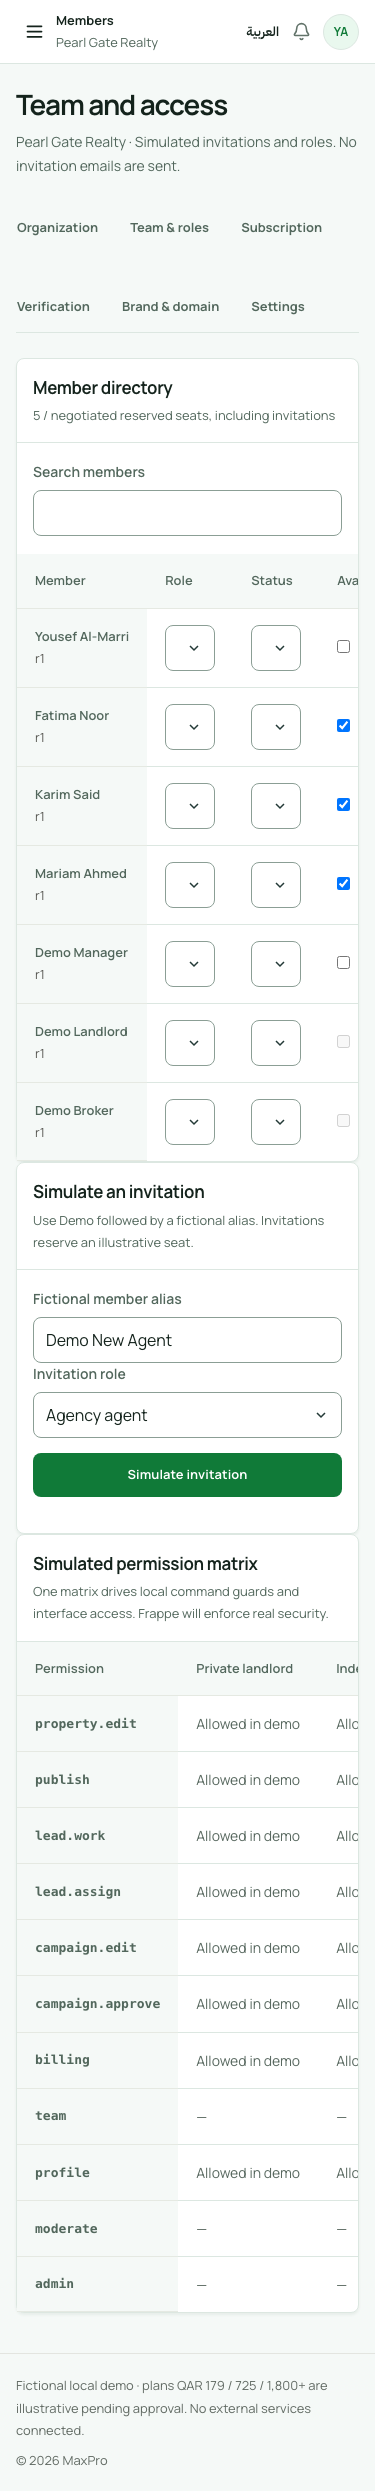 Members
Pearl Gate Realty
العربية
YA
Team and access
Pearl Gate Realty · Simulated invitations and roles. No
invitation emails are sent.
Organization Team & roles Subscription
Verification Brand & domain Settings
Member directory
5 / negotiated reserved seats, including invitations
Search members
Member Role Status Ava
Yousef Al-Marri
r1
Fatima Noor
r1
Karim Said
r1
Mariam Ahmed
r1
Demo Manager
r1
Demo Landlord
r1
Demo Broker
r1
Simulate an invitation
Use Demo followed by a fictional alias. Invitations
reserve an illustrative seat.
Fictional member alias
Demo New Agent
Invitation role
Agency agent
Simulate invitation
Simulated permission matrix
One matrix drives local command guards and
interface access. Frappe will enforce real security.
Permission Private landlord Inde
property.edit Allowed in demo Allo
publish Allowed in demo Allo
lead.work Allowed in demo Allo
lead.assign Allowed in demo Allo
campaign.edit Allowed in demo Allo
campaign.approve Allowed in demo Allo
billing Allowed in demo Allo
team — —
profile Allowed in demo Allo
moderate — —
admin — —
Fictional local demo · plans QAR 179 / 725 / 1,800+ are
illustrative pending approval. No external services
connected.
© 2026 MaxPro